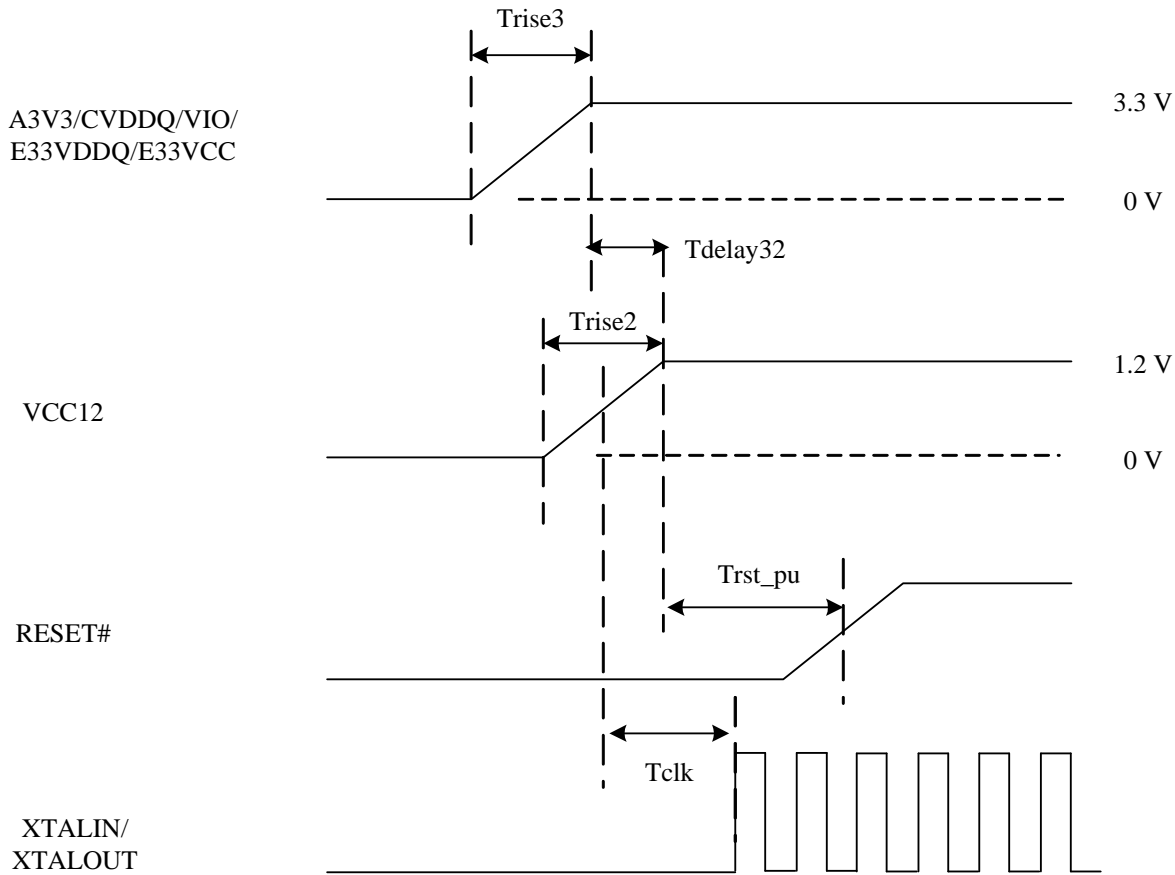 Trise3
A3V3/CVDDQ/VIO/
E33VDDQ/E33VCC
3.3 V
0 V
Tdelay32
Trise2
VCC12
1.2 V
0 V
Trst_pu
RESET#
Tclk
XTALIN/
XTALOUT